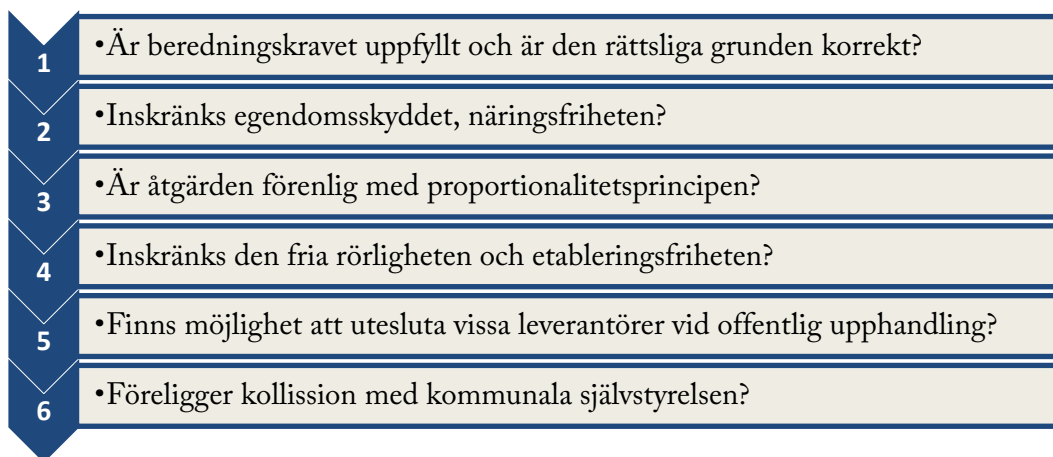 1 •Är beredningskravet uppfyllt och är den rättsliga grunden korrekt?
2 •Inskränks egendomsskyddet, näringsfriheten?
3 •Är åtgärden förenlig med proportionalitetsprincipen?
4 •Inskränks den fria rörligheten och etableringsfriheten?
5 •Finns möjlighet att utesluta vissa leverantörer vid offentlig upphandling?
6 •Föreligger kollission med kommunala självstyrelsen?